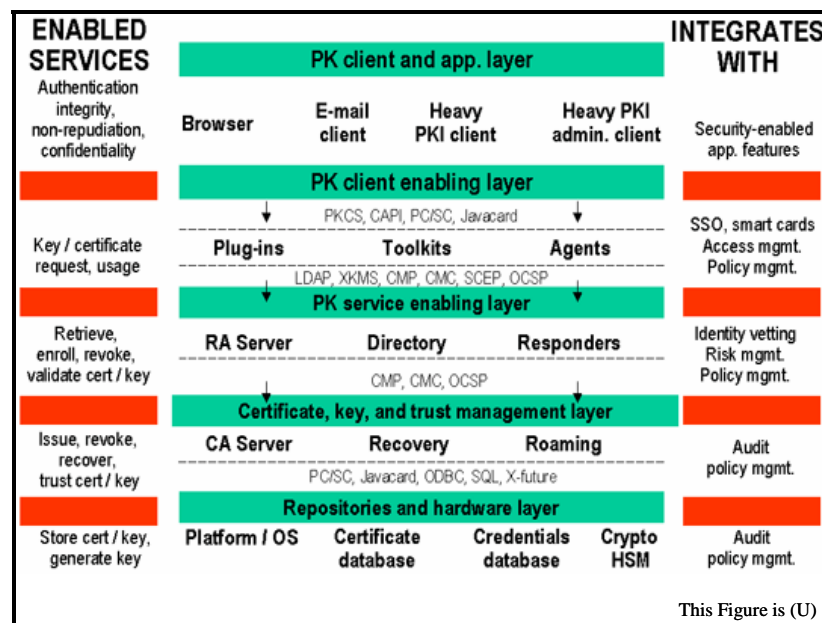 ENABLED
SERVICES
INTEGRATES
WITH
PK client and app. layer
Authentication
integrity,
non-repudiation,
confidentiality
Browser
E-mail
client
Heavy
PKI client
Heavy PKI
admin. client
Security-enabled
app. features
PK client enabling layer
PKCS, CAPI, PC/SC, Javacard
Key / certificate
request, usage
Plug-ins
Toolkits
Agents
SSO, smart cards
Access mgmt.
Policy mgmt.
LDAP, XKMS, CMP, CMC, SCEP, OCSP
PK service enabling layer
Retrieve,
enroll, revoke,
validate cert / key
RA Server
Directory
Responders
Identity vetting
Risk mgmt.
Policy mgmt.
CMP, CMC, OCSP
Certificate, key, and trust management layer
Issue, revoke,
recover,
trust cert / key
CA Server
Recovery
Roaming
Audit
policy mgmt.
PC/SC, Javacard, ODBC, SQL, X-future
Repositories and hardware layer
Store cert / key,
generate key
Platform / OS
Certificate
database
Credentials
database
Crypto
HSM
Audit
policy mgmt.
This Figure is (U)